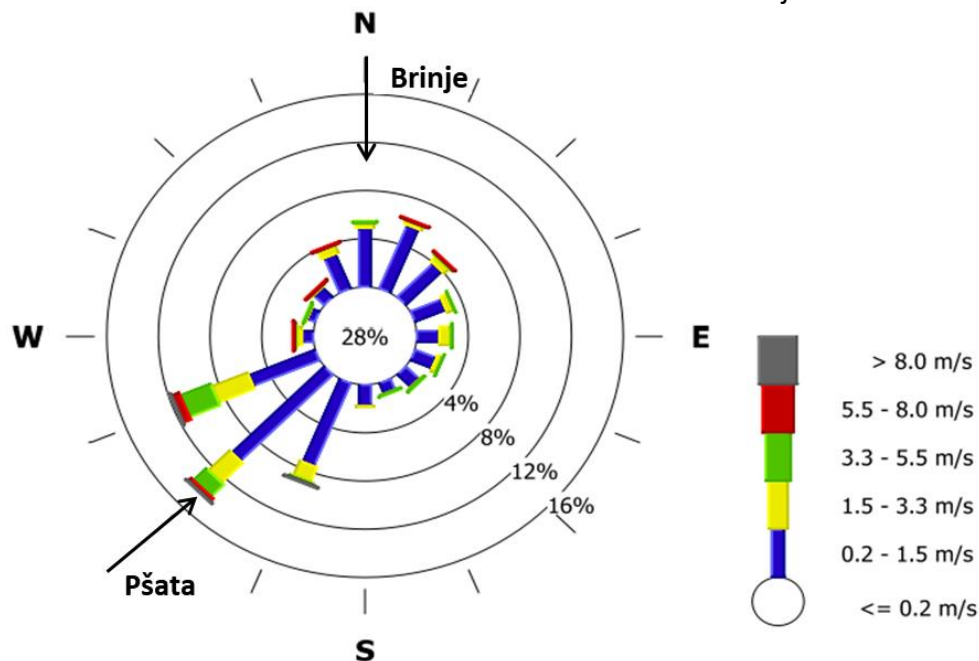 N
Brinje
W
28%
E
4%
8%
12%
16%
Pšata
S
> 8.0 m/s
5.5 - 8.0 m/s
3.3 - 5.5 m/s
1.5 - 3.3 m/s
0.2 - 1.5 m/s
<= 0.2 m/s